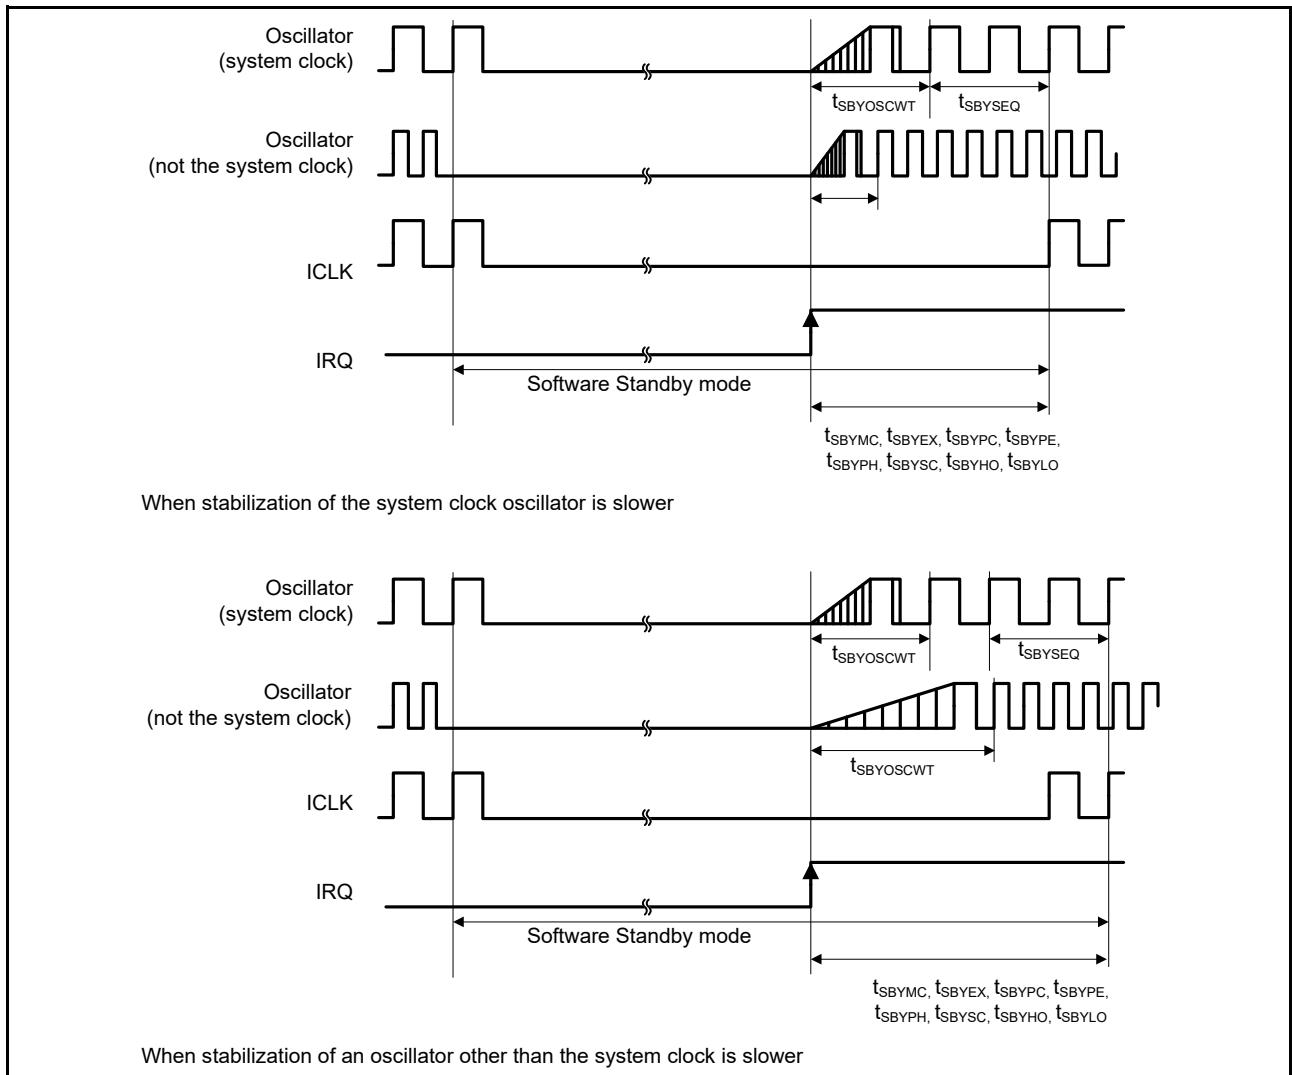 Oscillator
(system clock)
tSBYOSCWT
tSBYSEQ
Oscillator
(not the system clock)
ICLK
IRQ
Software Standby mode
tSBYMC, tSBYEX, tSBYPC, tSBYPE,
tSBYPH, tSBYSC, tSBYHO, tSBYLO
When stabilization of the system clock oscillator is slower
Oscillator
(system clock)
tSBYOSCWT
tSBYSEQ
Oscillator
(not the system clock)
tSBYOSCWT
ICLK
IRQ
Software Standby mode
tSBYMC, tSBYEX, tSBYPC, tSBYPE,
tSBYPH, tSBYSC, tSBYHO, tSBYLO
When stabilization of an oscillator other than the system clock is slower